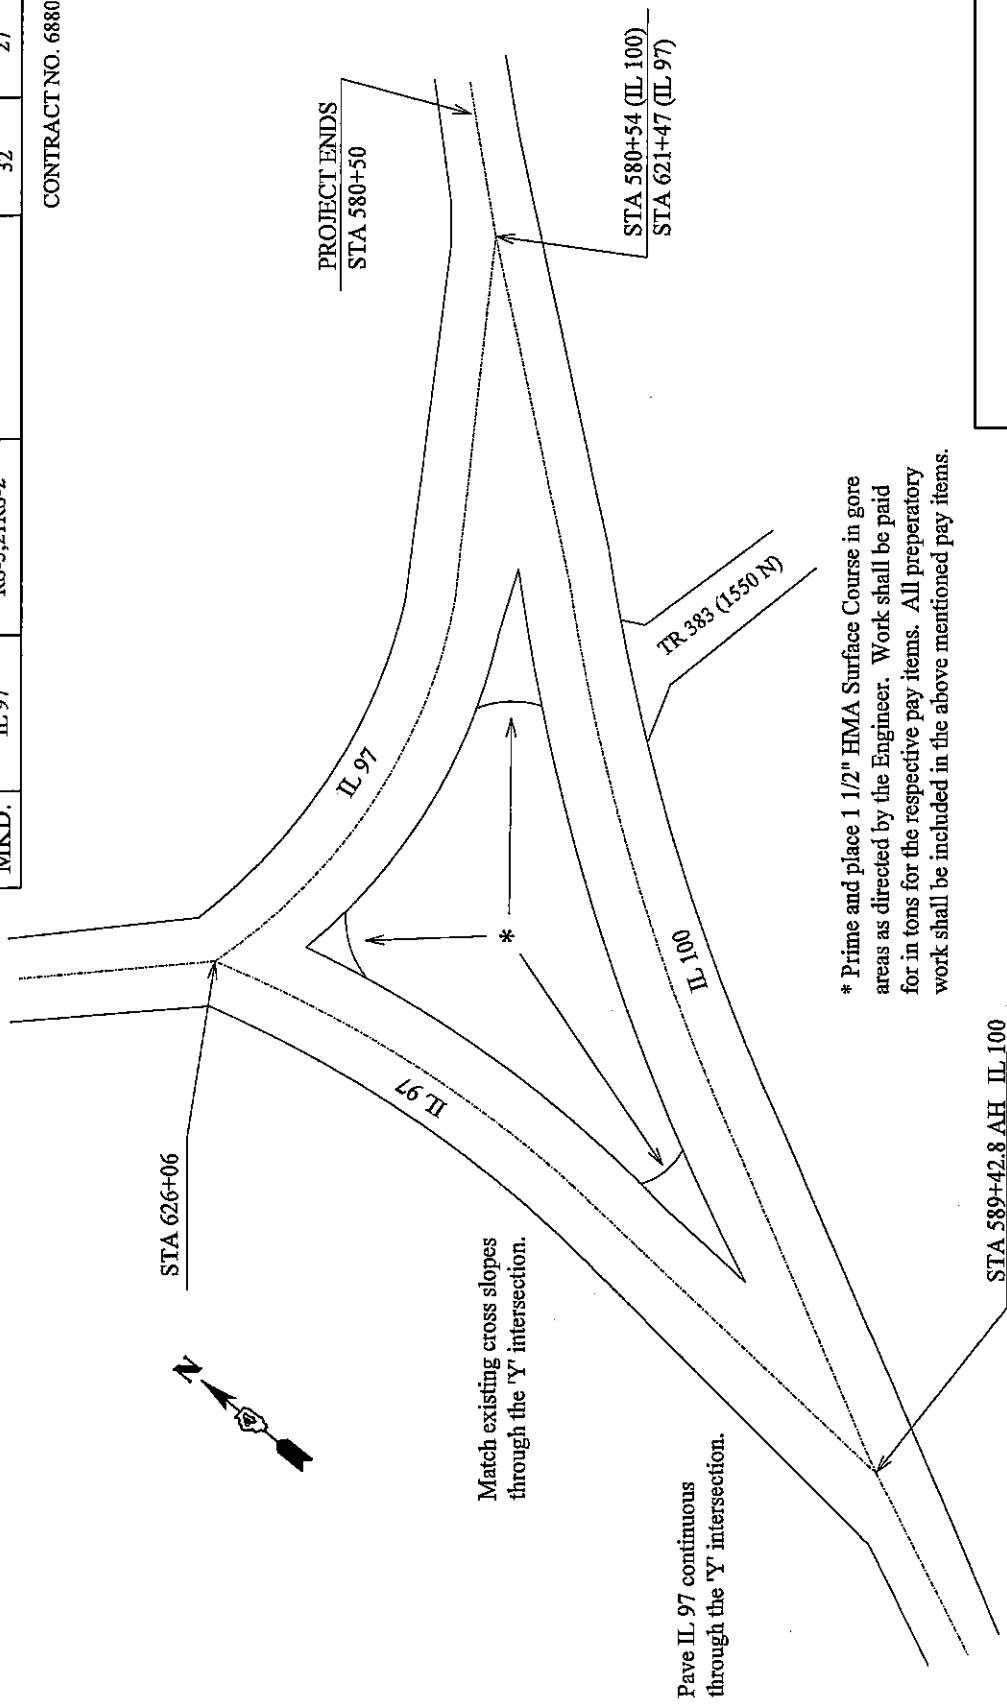 MKD.
IL 97
32
27
CONTRACT NO. 6880
PROJECT ENDS
STA 580+50
STA 580+54 (IL 100)
STA 621+47 (IL 97)
IL 97
TR 383 (1550 N)
STA 626+06
IL 97
*
IL 100
N
Match existing cross slopes
through the 'Y' intersection.
* Prime and place 1 1/2" HMA Surface Course in gore
areas as directed by the Engineer. Work shall be paid
for in tons for the respective pay items. All preperatory
work shall be included in the above mentioned pay items.
Pave IL 97 continuous
through the 'Y' intersection.
STA 589+42.8 AH IL 100